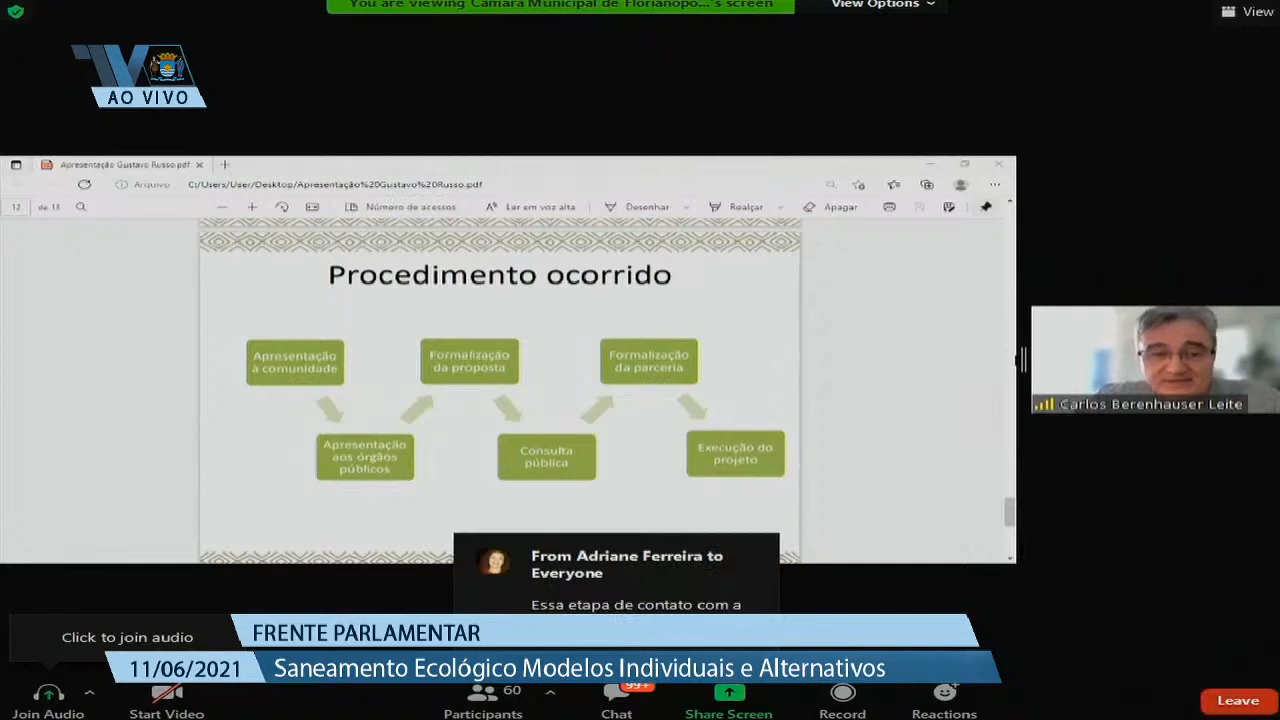 You are viewing Câmara Municipal de Florianópo...'s screen
View Options
View
TV
AO VIVO
Apresentação Gustavo Russo.pdf
Arquivo
C:/Users/User/Desktop/Apresentação%20Gustavo%20Russo.pdf
12 de 13
Número de acessos
Ler em voz alta
Desenhar
Realçar
Apagar
Procedimento ocorrido
Apresentação
à comunidade
Formalização
da proposta
Formalização
da parceria
Apresentação
aos órgãos
públicos
Consulta
pública
Execução do
projeto
Carlos Berenhauser Leite
From Adriane Ferreira to
Everyone
Essa etapa de contato com a
Click to join audio
FRENTE PARLAMENTAR
11/06/2021
Saneamento Ecológico Modelos Individuais e Alternativos
Join Audio
Start Video
60
Participants
99+
Chat
Share Screen
Record
Reactions
Leave